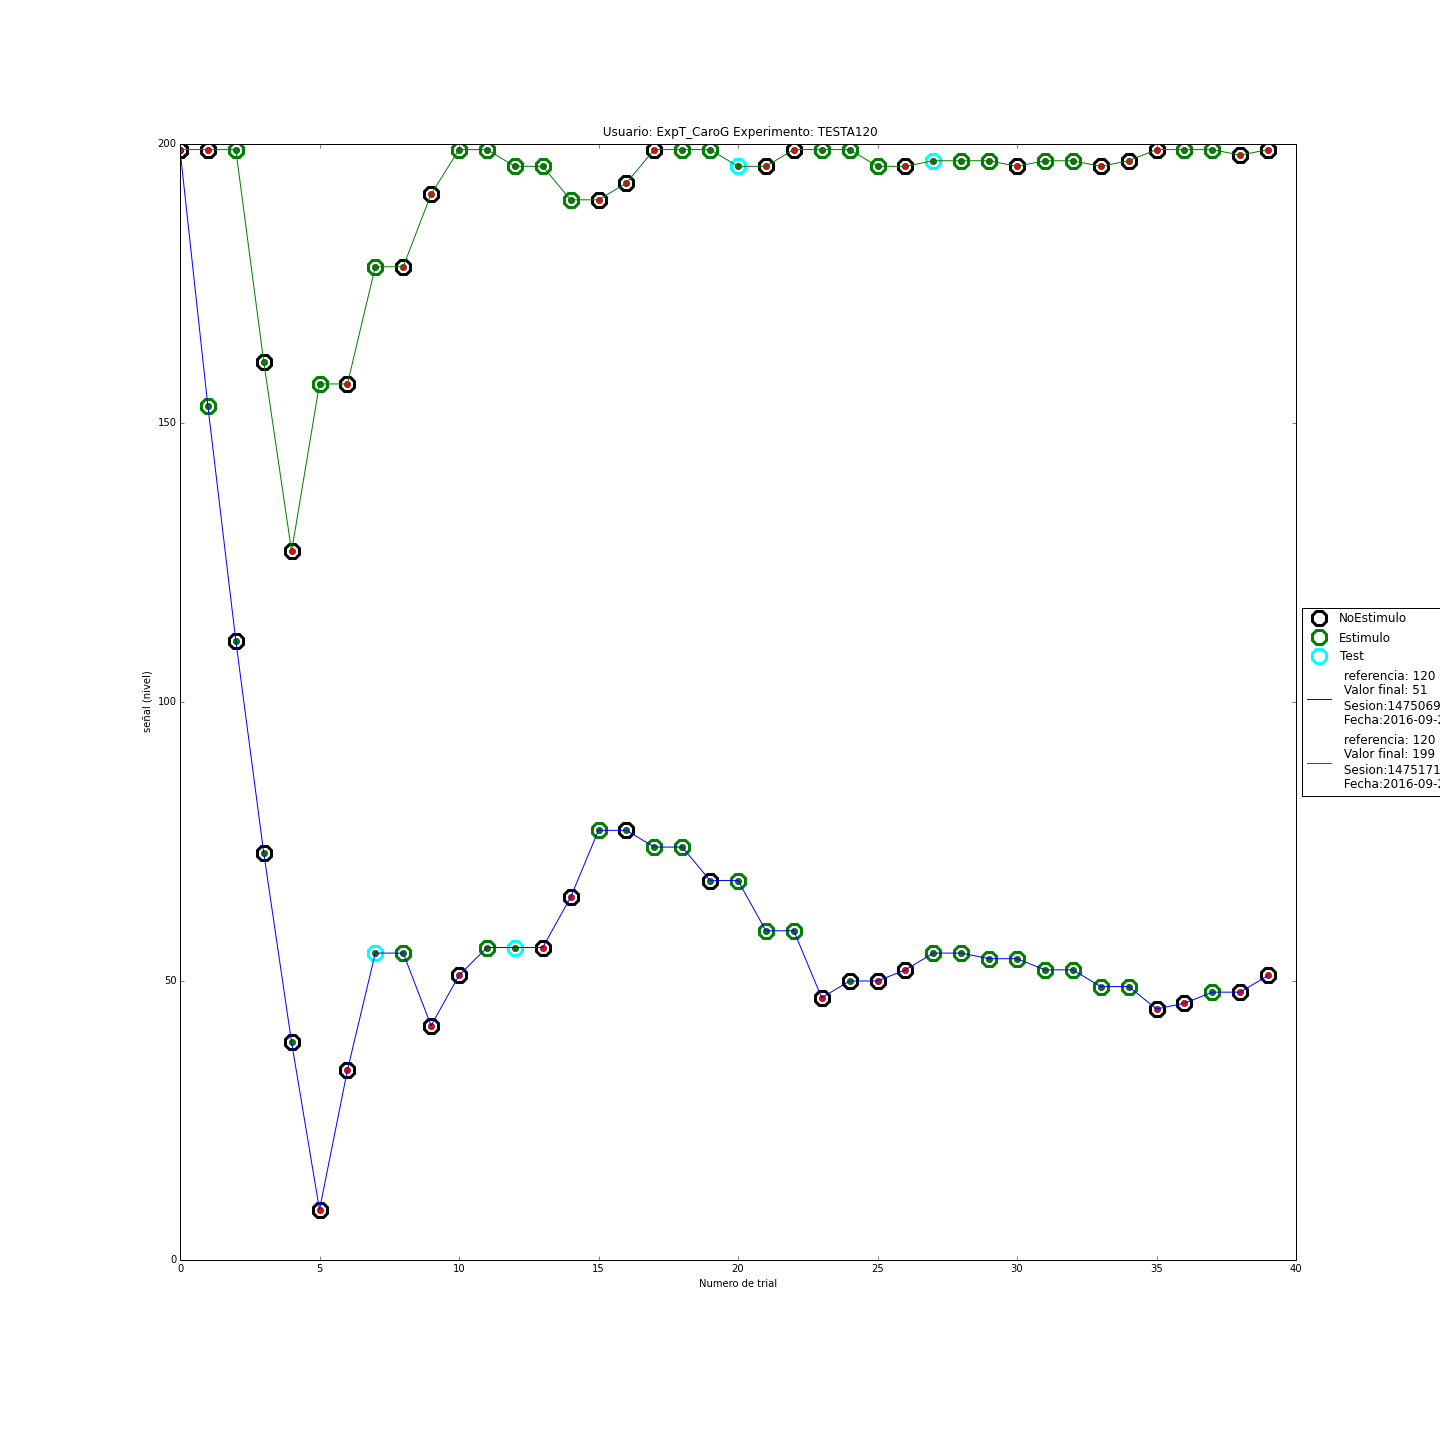 Usuario: ExpT_CaroG Experimento: TESTA120
200
150
100
50
0
señal (nivel)
0 5 10 15 20 25 30 35 40
Numero de trial
NoEstimulo
Estimulo
Test
referencia: 120
Valor final: 51
Sesion:1475069
Fecha:2016-09-2
referencia: 120
Valor final: 199
Sesion:1475171
Fecha:2016-09-2